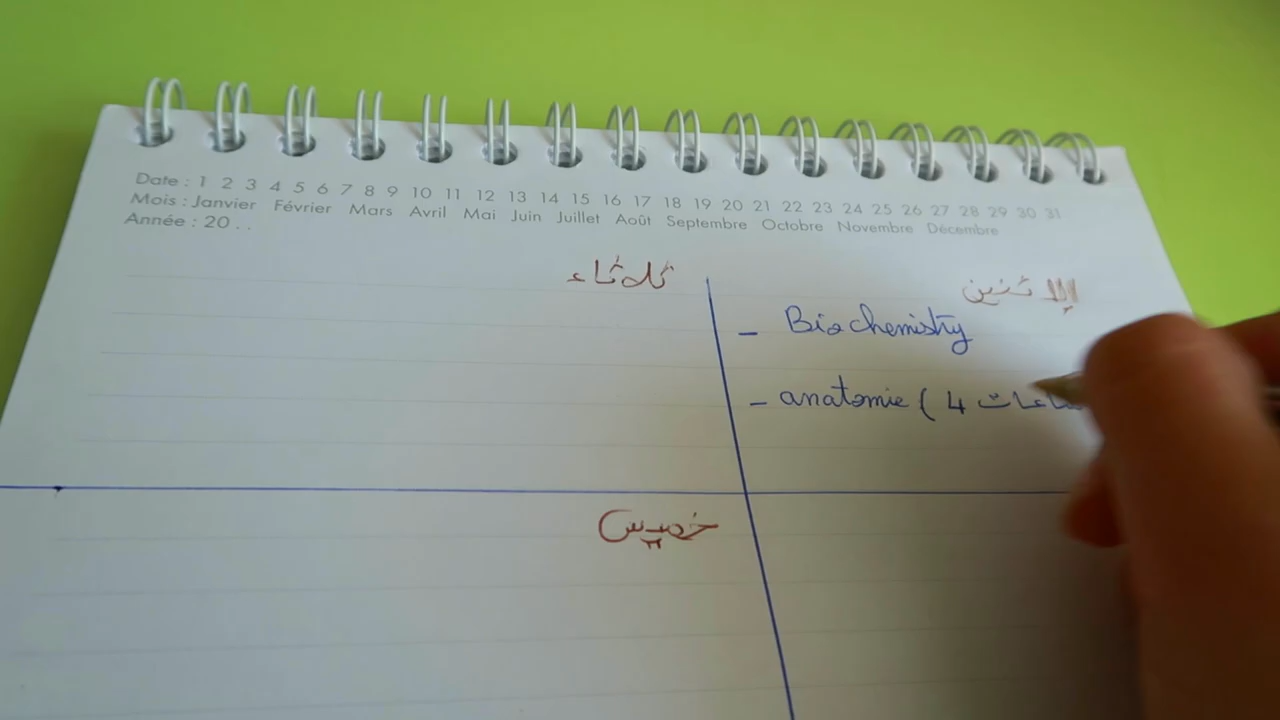 Date : 1 2 3 4 5 6 7 8 9 10 11 12 13 14 15 16 17 18 19 20 21 22 23 24 25 26 27 28 29 30 31
Mois : Janvier Février Mars Avril Mai Juin Juillet Août Septembre Octobre Novembre Décembre
Année : 20 . .
الاثنين
- Biochemistry
- anatomie ( 4 ساعات
ثلاثاء
خميس